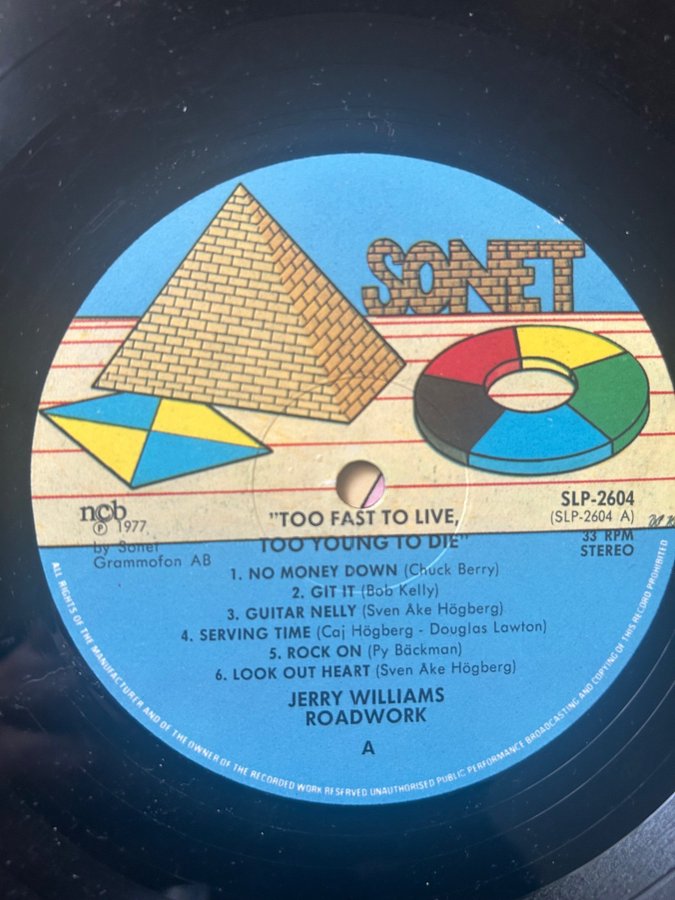 SONET
ncb
℗ 1977
by Sonet
Grammofon AB
SLP-2604
(SLP-2604 A)
33 RPM
STEREO
"TOO FAST TO LIVE,
TOO YOUNG TO DIE"
1. NO MONEY DOWN (Chuck Berry)
2. GIT IT (Bob Kelly)
3. GUITAR NELLY (Sven Åke Högberg)
4. SERVING TIME (Caj Högberg - Douglas Lawton)
5. ROCK ON (Py Bäckman)
6. LOOK OUT HEART (Sven Åke Högberg)
JERRY WILLIAMS
ROADWORK
A
ALL RIGHTS OF THE MANUFACTURER AND OF THE OWNER OF THE RECORDED WORK RESERVED. UNAUTHORISED PUBLIC PERFORMANCE BROADCASTING AND COPYING OF THIS RECORD PROHIBITED